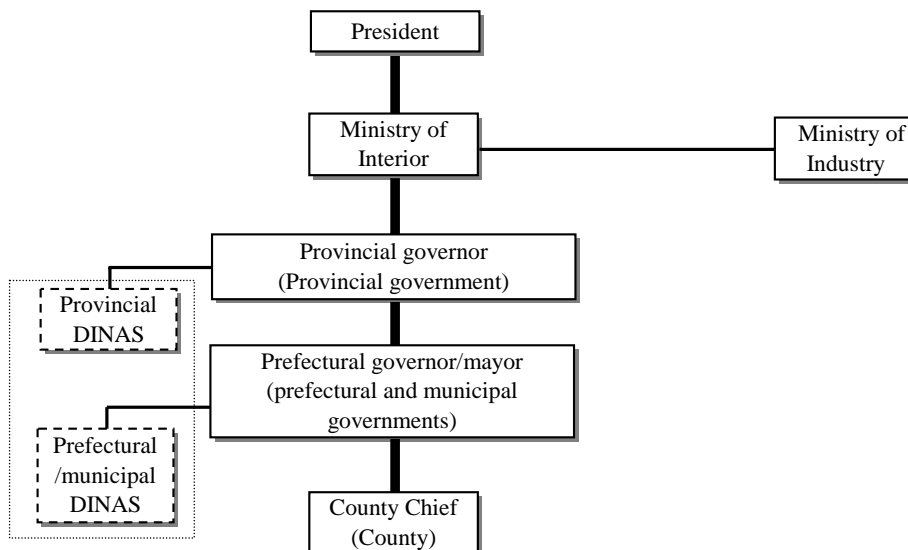 President
Ministry of
Interior
Ministry of
Industry
Provincial governor
(Provincial government)
Provincial
DINAS
Prefectural governor/mayor
(prefectural and municipal
governments)
Prefectural
/municipal
DINAS
County Chief
(County)